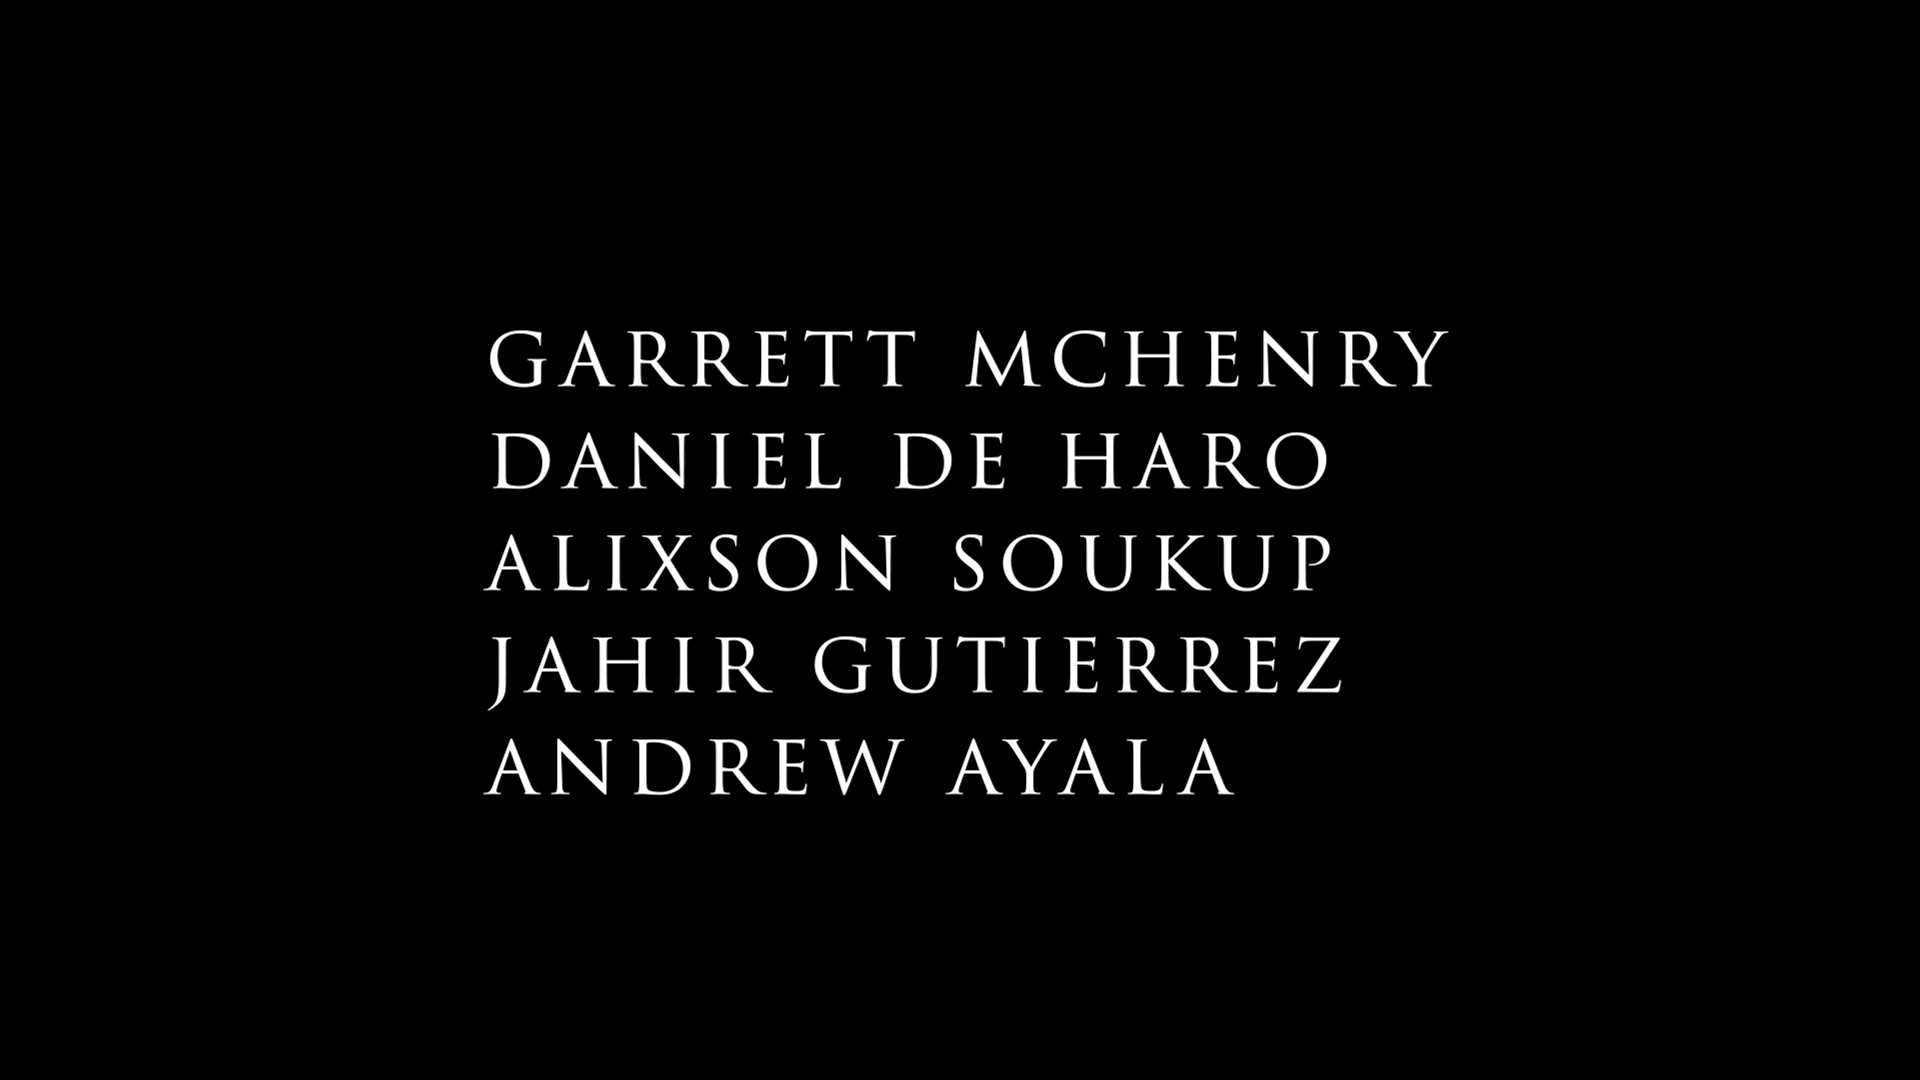 GARRETT MCHENRY
DANIEL DE HARO
ALIXSON SOUKUP
JAHIR GUTIERREZ
ANDREW AYALA